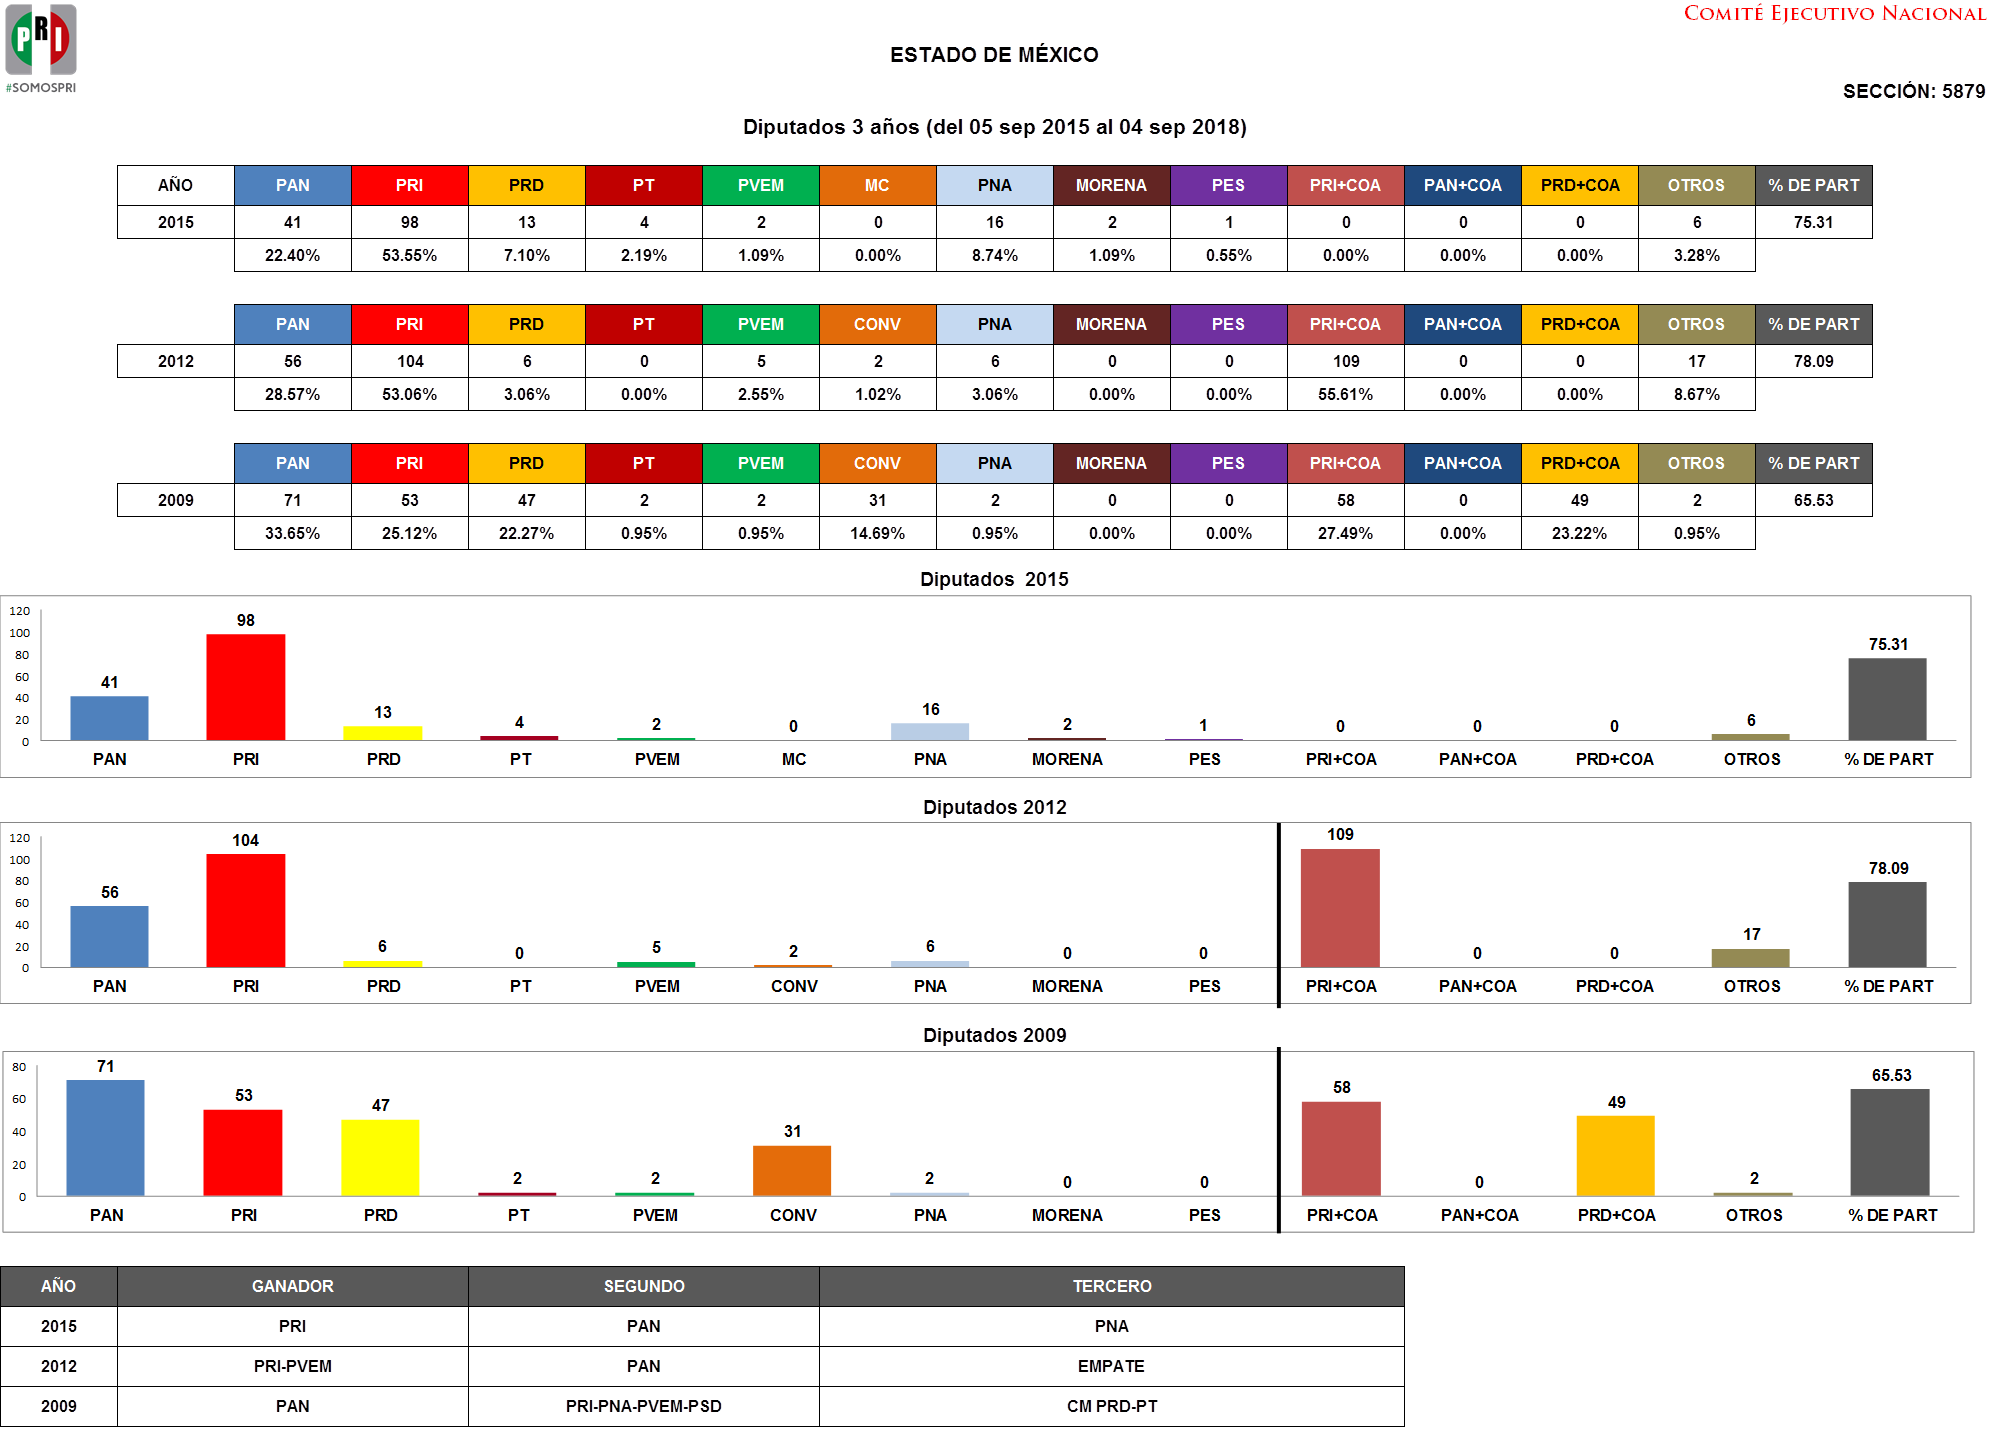 PRI
#SOMOSPRI
COMITÉ EJECUTIVO NACIONAL
ESTADO DE MÉXICO
SECCIÓN: 5879
Diputados 3 años (del 05 sep 2015 al 04 sep 2018)
AÑO PAN PRI PRD PT PVEM MC PNA MORENA PES PRI+COA PAN+COA PRD+COA OTROS % DE PART
2015 41 98 13 4 2 0 16 2 1 0 0 0 6 75.31
22.40% 53.55% 7.10% 2.19% 1.09% 0.00% 8.74% 1.09% 0.55% 0.00% 0.00% 0.00% 3.28%
PAN PRI PRD PT PVEM CONV PNA MORENA PES PRI+COA PAN+COA PRD+COA OTROS % DE PART
2012 56 104 6 0 5 2 6 0 0 109 0 0 17 78.09
28.57% 53.06% 3.06% 0.00% 2.55% 1.02% 3.06% 0.00% 0.00% 55.61% 0.00% 0.00% 8.67%
PAN PRI PRD PT PVEM CONV PNA MORENA PES PRI+COA PAN+COA PRD+COA OTROS % DE PART
2009 71 53 47 2 2 31 2 0 0 58 0 49 2 65.53
33.65% 25.12% 22.27% 0.95% 0.95% 14.69% 0.95% 0.00% 0.00% 27.49% 0.00% 23.22% 0.95%
Diputados 2015
120
100
80
60
40
20
0
41 98 13 4 2 0 16 2 1 0 0 0 6 75.31
PAN PRI PRD PT PVEM MC PNA MORENA PES PRI+COA PAN+COA PRD+COA OTROS % DE PART
Diputados 2012
120
100
80
60
40
20
0
56 104 6 0 5 2 6 0 0 109 0 0 17 78.09
PAN PRI PRD PT PVEM CONV PNA MORENA PES PRI+COA PAN+COA PRD+COA OTROS % DE PART
Diputados 2009
80
60
40
20
0
71 53 47 2 2 31 2 0 0 58 0 49 2 65.53
PAN PRI PRD PT PVEM CONV PNA MORENA PES PRI+COA PAN+COA PRD+COA OTROS % DE PART
AÑO GANADOR SEGUNDO TERCERO
2015 PRI PAN PNA
2012 PRI-PVEM PAN EMPATE
2009 PAN PRI-PNA-PVEM-PSD CM PRD-PT